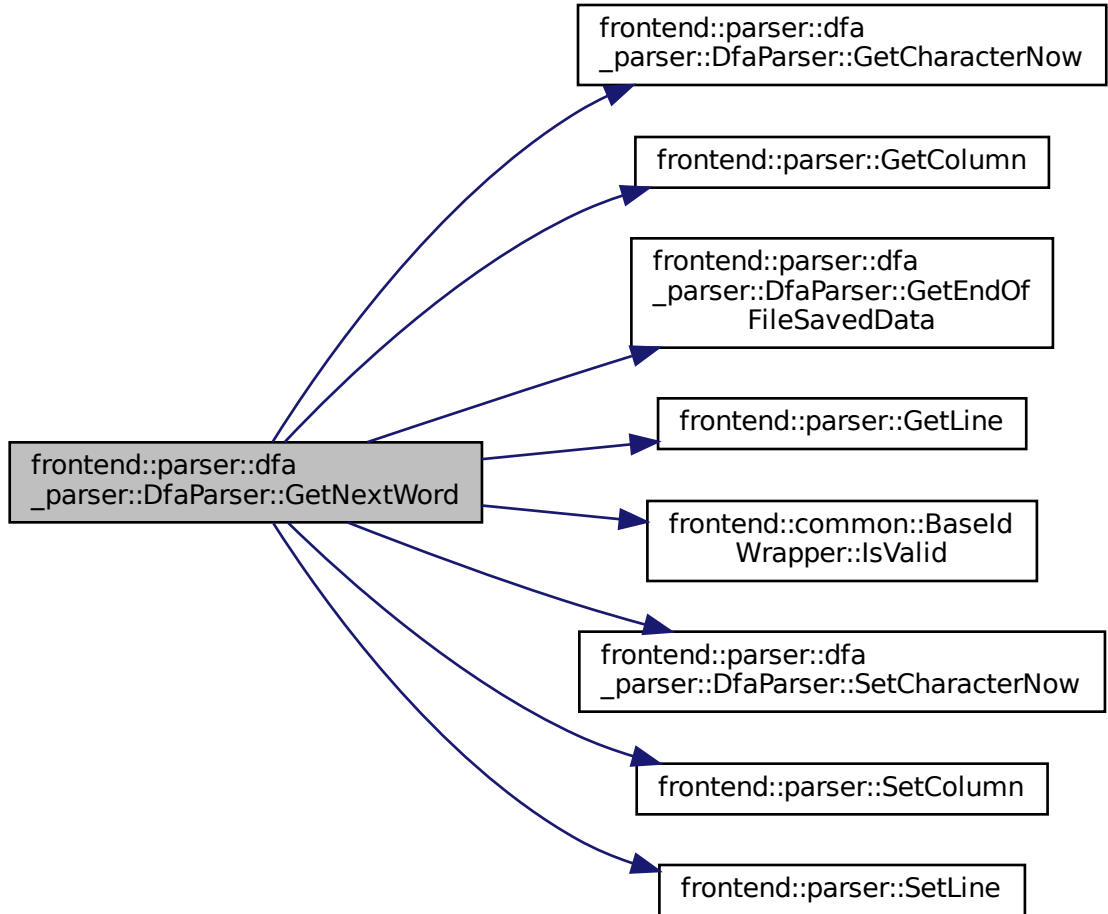 frontend::parser::dfa
_parser::DfaParser::GetNextWord
frontend::parser::dfa
_parser::DfaParser::GetCharacterNow
frontend::parser::GetColumn
frontend::parser::dfa
_parser::DfaParser::GetEndOf
FileSavedData
frontend::parser::GetLine
frontend::common::BaseId
Wrapper::IsValid
frontend::parser::dfa
_parser::DfaParser::SetCharacterNow
frontend::parser::SetColumn
frontend::parser::SetLine